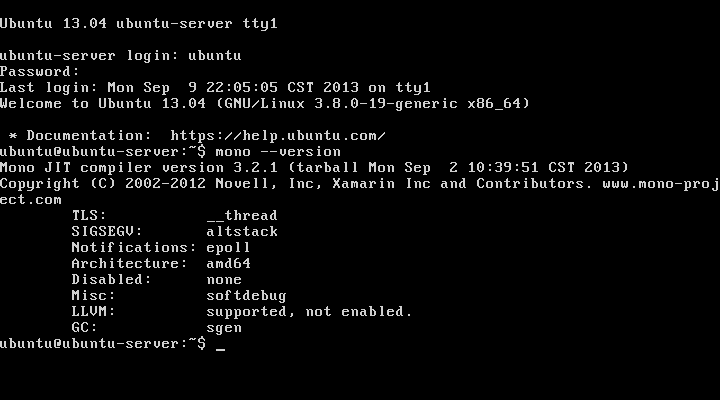 Ubuntu 13.04 ubuntu-server tty1
ubuntu-server login: ubuntu
Password:
Last login: Mon Sep  9 22:05:05 CST 2013 on tty1
Welcome to Ubuntu 13.04 (GNU/Linux 3.8.0-19-generic x86_64)
 * Documentation:  https://help.ubuntu.com/
ubuntu@ubuntu-server:~$ mono --version
Mono JIT compiler version 3.2.1 (tarball Mon Sep  2 10:39:51 CST 2013)
Copyright (C) 2002-2012 Novell, Inc, Xamarin Inc and Contributors. www.mono-proj
ect.com
        TLS:           __thread
        SIGSEGV:       altstack
        Notifications: epoll
        Architecture:  amd64
        Disabled:      none
        Misc:          softdebug
        LLVM:          supported, not enabled.
        GC:            sgen
ubuntu@ubuntu-server:~$ _